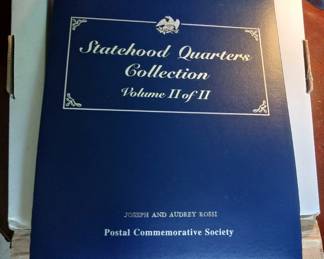 Statehood Quarters
Collection
Volume II of II
JOSEPH AND AUDREY ROSSI
Postal Commemorative Society